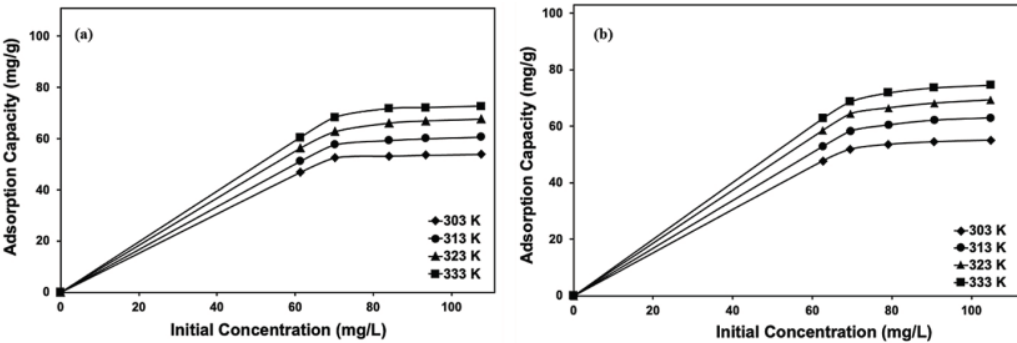 (a)
Adsorption Capacity (mg/g)
100
80
60
40
20
0
0 20 40 60 80 100
Initial Concentration (mg/L)
303 K
313 K
323 K
333 K
(b)
Adsorption Capacity (mg/g)
100
80
60
40
20
0
0 20 40 60 80 100
Initial Concentration (mg/L)
303 K
313 K
323 K
333 K